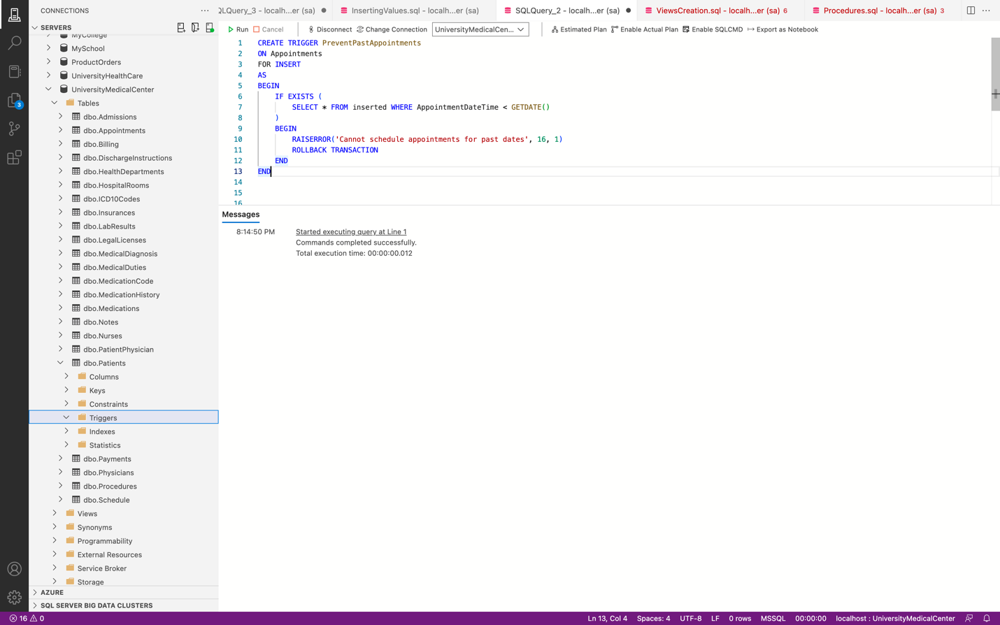 CONNECTIONS
SERVERS
MyCollege
MySchool
ProductOrders
UniversityHealthCare
UniversityMedicalCenter
Tables
dbo.Admissions
dbo.Appointments
dbo.Billing
dbo.DischargeInstructions
dbo.HealthDepartments
dbo.HospitalRooms
dbo.ICD10Codes
dbo.Insurances
dbo.LabResults
dbo.LegalLicenses
dbo.MedicalDiagnosis
dbo.MedicalDuties
dbo.MedicationCode
dbo.MedicationHistory
dbo.Medications
dbo.Notes
dbo.Nurses
dbo.PatientPhysician
dbo.Patients
Columns
Keys
Constraints
Triggers
Indexes
Statistics
dbo.Payments
dbo.Physicians
dbo.Procedures
dbo.Schedule
Views
Synonyms
Programmability
External Resources
Service Broker
Storage
AZURE
SQL SERVER BIG DATA CLUSTERS
3
QLQuery_3 - localh...er (sa)
InsertingValues.sql - localh...er (sa)
SQLQuery_2 - localh...er (sa)
ViewsCreation.sql - localh...er (sa) 6
Procedures.sql - localh...er (sa) 3
Run Cancel Disconnect Change Connection UniversityMedicalCen... Estimated Plan Enable Actual Plan Enable SQLCMD Export as Notebook
1 CREATE TRIGGER PreventPastAppointments
2 ON Appointments
3 FOR INSERT
4 AS
5 BEGIN
6 IF EXISTS (
7 SELECT * FROM inserted WHERE AppointmentDateTime < GETDATE()
8 )
9 BEGIN
10 RAISERROR('Cannot schedule appointments for past dates', 16, 1)
11 ROLLBACK TRANSACTION
12 END
13 END
14
15
16
Messages
8:14:50 PM Started executing query at Line 1
Commands completed successfully.
Total execution time: 00:00:00.012
16 0 Ln 13, Col 4 Spaces: 4 UTF-8 LF 0 rows MSSQL 00:00:00 localhost : UniversityMedicalCenter